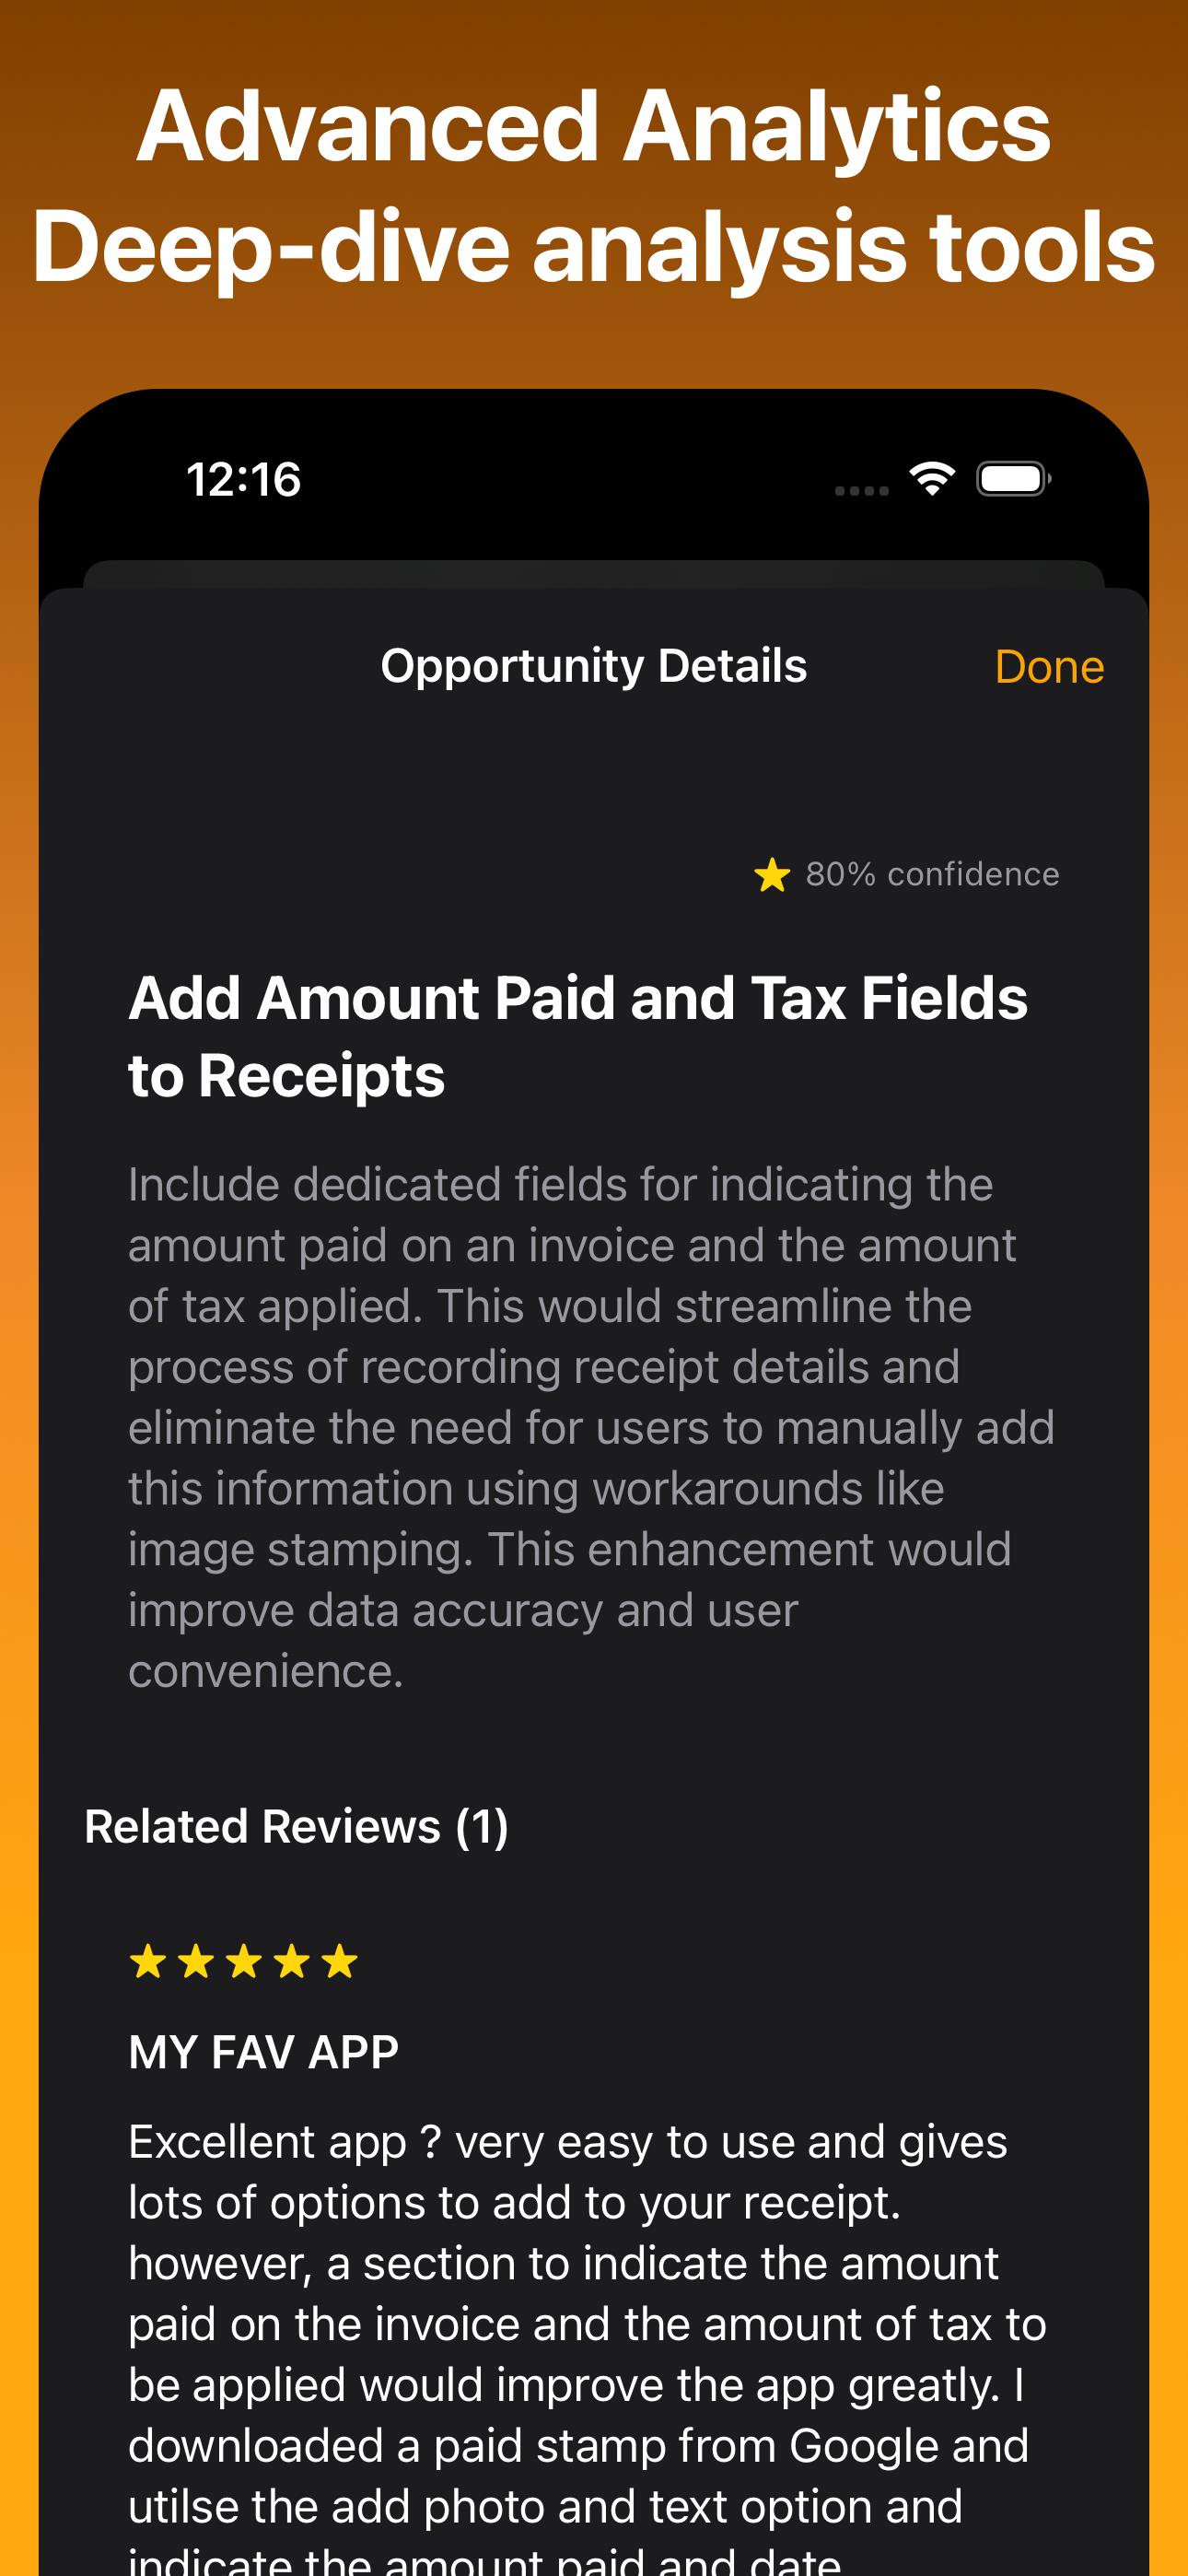 Advanced Analytics
Deep-dive analysis tools
12:16
Opportunity Details
Done
80% confidence
Add Amount Paid and Tax Fields
to Receipts
Include dedicated fields for indicating the
amount paid on an invoice and the amount
of tax applied. This would streamline the
process of recording receipt details and
eliminate the need for users to manually add
this information using workarounds like
image stamping. This enhancement would
improve data accuracy and user
convenience.
Related Reviews (1)
MY FAV APP
Excellent app ? very easy to use and gives
lots of options to add to your receipt.
however, a section to indicate the amount
paid on the invoice and the amount of tax to
be applied would improve the app greatly. I
downloaded a paid stamp from Google and
utilse the add photo and text option and
indicate the amount paid and date